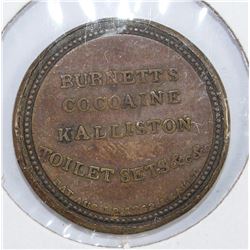 BURNETT'S
COCOAINE
KALLISTON
TOILET SETS &c &c